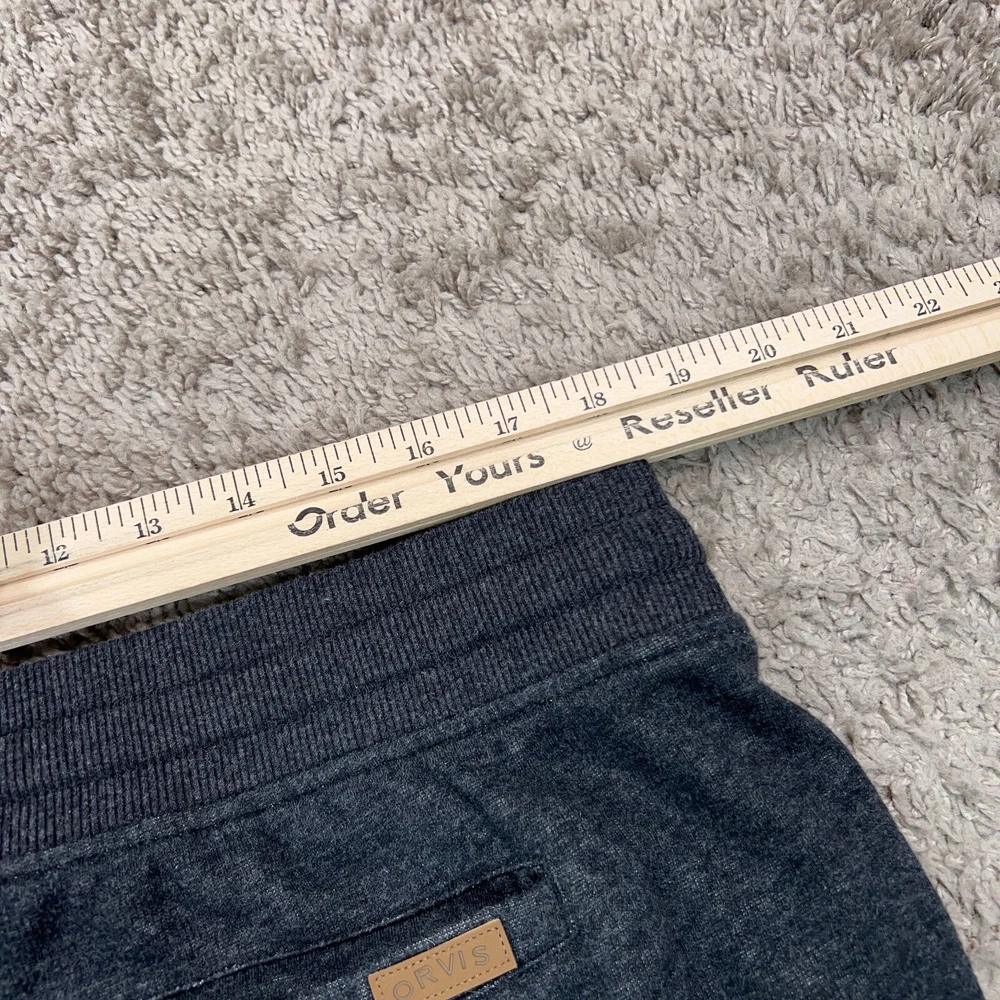 12 13 14 15 16 17 18 19 20 21 22
Order Yours @ Reseller Ruler
ORVIS